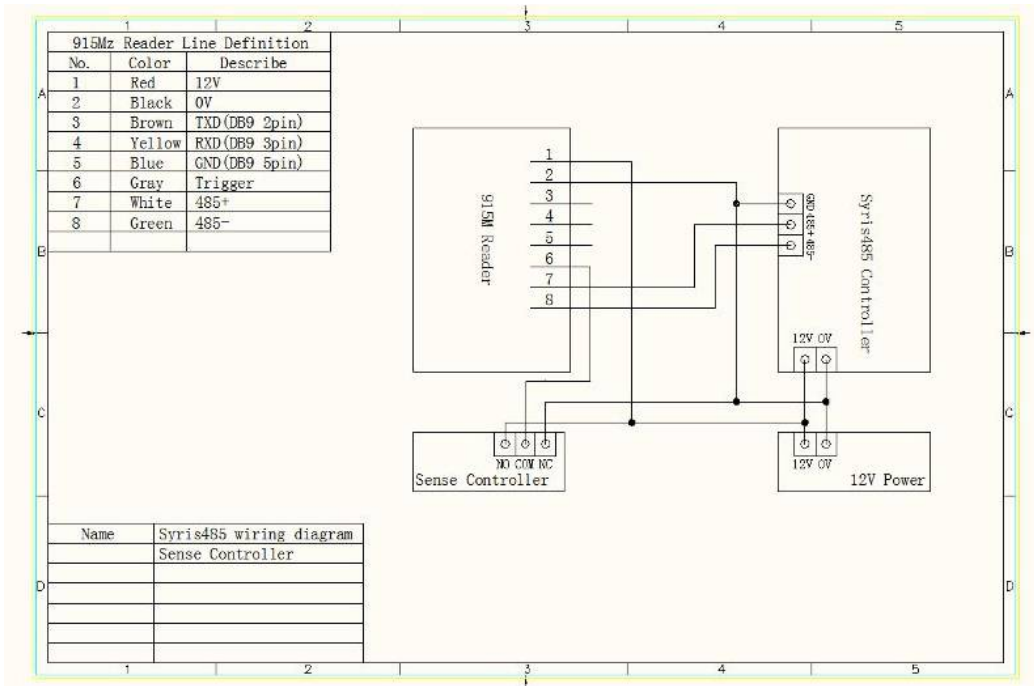 1 2 3 4 5
915Mz Reader Line Definition
No. Color Describe
1 Red 12V
2 Black 0V
3 Brown TXD(DB9 2pin)
4 Yellow RXD(DB9 3pin)
5 Blue GND(DB9 5pin)
6 Gray Trigger
7 White 485+
8 Green 485-
A A
B B
C C
D D
915M Reader
1
2
3
4
5
6
7
8
GND 485+ 485-
Syris485 Controller
12V 0V
NO COM NC
Sense Controller
12V 0V
12V Power
Name Syris485 wiring diagram
Sense Controller
1 2 3 4 5